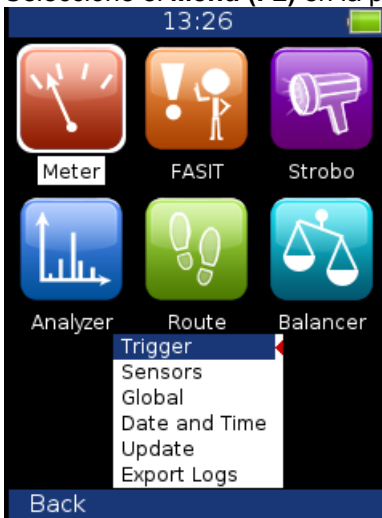 13:26
Meter FASIT Strobo
Analyzer Route Balancer
Trigger
Sensors
Global
Date and Time
Update
Export Logs
Back